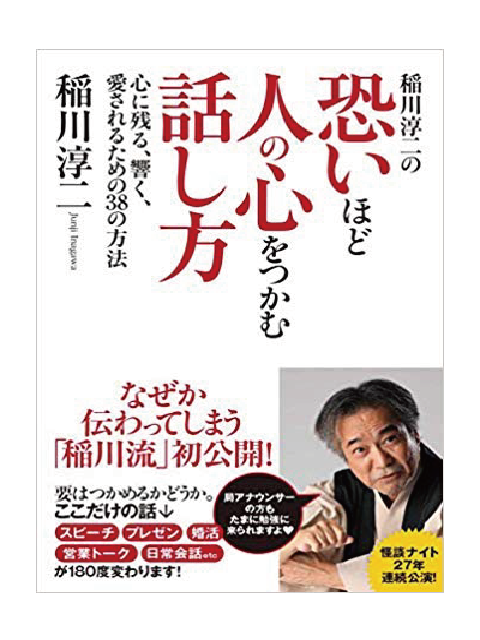 稲川淳二の
恐いほど
人の心をつかむ
話し方
心に残る、響く、
愛されるための38の方法
稲川淳二
Junji Inagawa
なぜか
伝わってしまう
「稲川流」初公開!
要はつかめるかどうか。
ここだけの話↓
スピーチ プレゼン 婚活
営業トーク 日常会話etc
が180度変わります!
局アナウンサー
の方も
たまに勉強に
来られますよ♥
怪談ナイト
27年
連続公演!